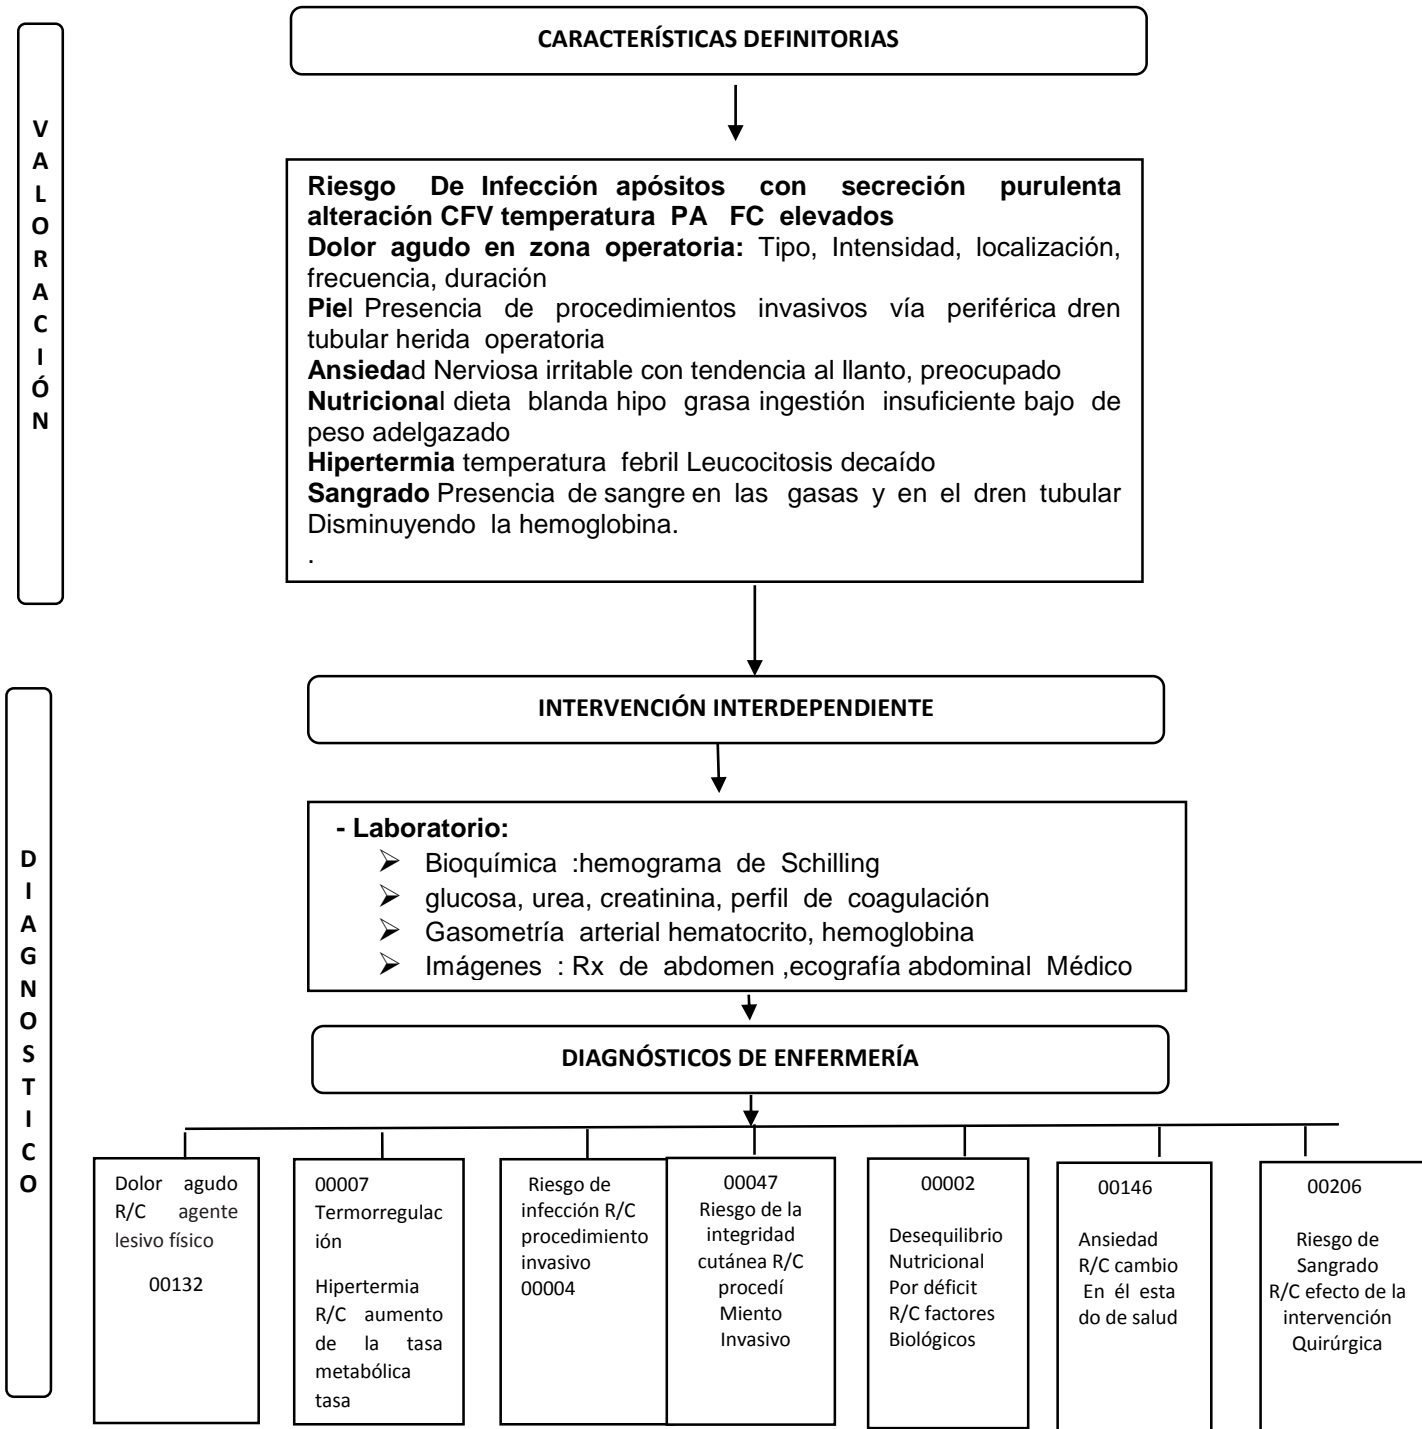 CARACTERÍSTICAS DEFINITORIAS
V
A
L
O
R
A
C
I
Ó
N
Riesgo De Infección apósitos con secreción purulenta
alteración CFV temperatura PA FC elevados
Dolor agudo en zona operatoria: Tipo, Intensidad, localización,
frecuencia, duración
Piel Presencia de procedimientos invasivos vía periférica dren
tubular herida operatoria
Ansiedad Nerviosa irritable con tendencia al llanto, preocupado
Nutricional dieta blanda hipo grasa ingestión insuficiente bajo de
peso adelgazado
Hipertermia temperatura febril Leucocitosis decaído
Sangrado Presencia de sangre en las gasas y en el dren tubular
Disminuyendo la hemoglobina.
.
INTERVENCIÓN INTERDEPENDIENTE
D
I
A
G
N
O
S
T
I
C
O
- Laboratorio:
➢ Bioquímica :hemograma de Schilling
➢ glucosa, urea, creatinina, perfil de coagulación
➢ Gasometría arterial hematocrito, hemoglobina
➢ Imágenes : Rx de abdomen ,ecografía abdominal Médico
DIAGNÓSTICOS DE ENFERMERÍA
Dolor agudo
R/C agente
lesivo físico
00132
00007
Termorregulac
ión
Hipertermia
R/C aumento
de la tasa
metabólica
tasa
Riesgo de
infección R/C
procedimiento
invasivo
00004
00047
Riesgo de la
integridad
cutánea R/C
procedí
Miento
Invasivo
00002
Desequilibrio
Nutricional
Por déficit
R/C factores
Biológicos
00146
Ansiedad
R/C cambio
En él esta
do de salud
00206
Riesgo de
Sangrado
R/C efecto de la
intervención
Quirúrgica